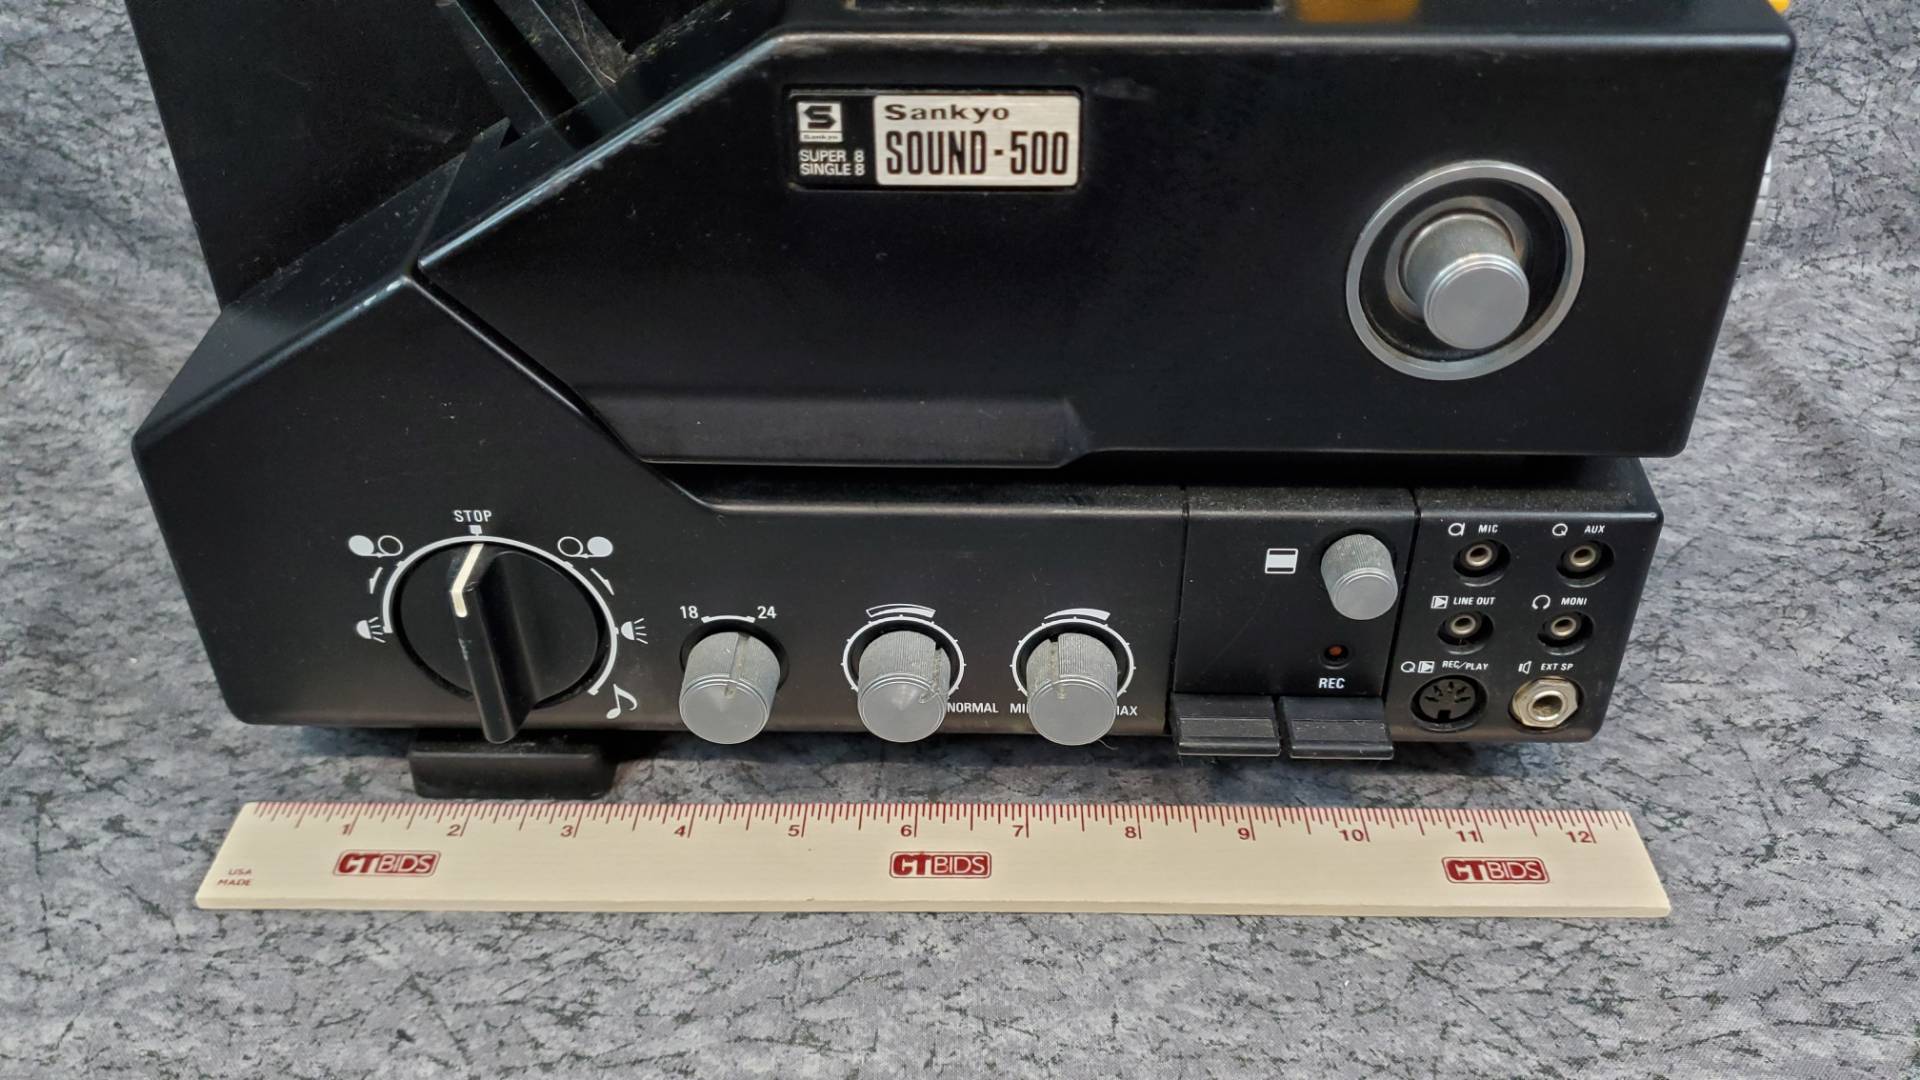 Sankyo
Sankyo
SUPER 8
SINGLE 8
SOUND-500
STOP
18 24
NORMAL
REC
MIC AUX
LINE OUT MONI
REC/PLAY EXT SP
1 2 3 4 5 6 7 8 9 10 11 12
USA
MADE
CTBIDS CTBIDS CTBIDS